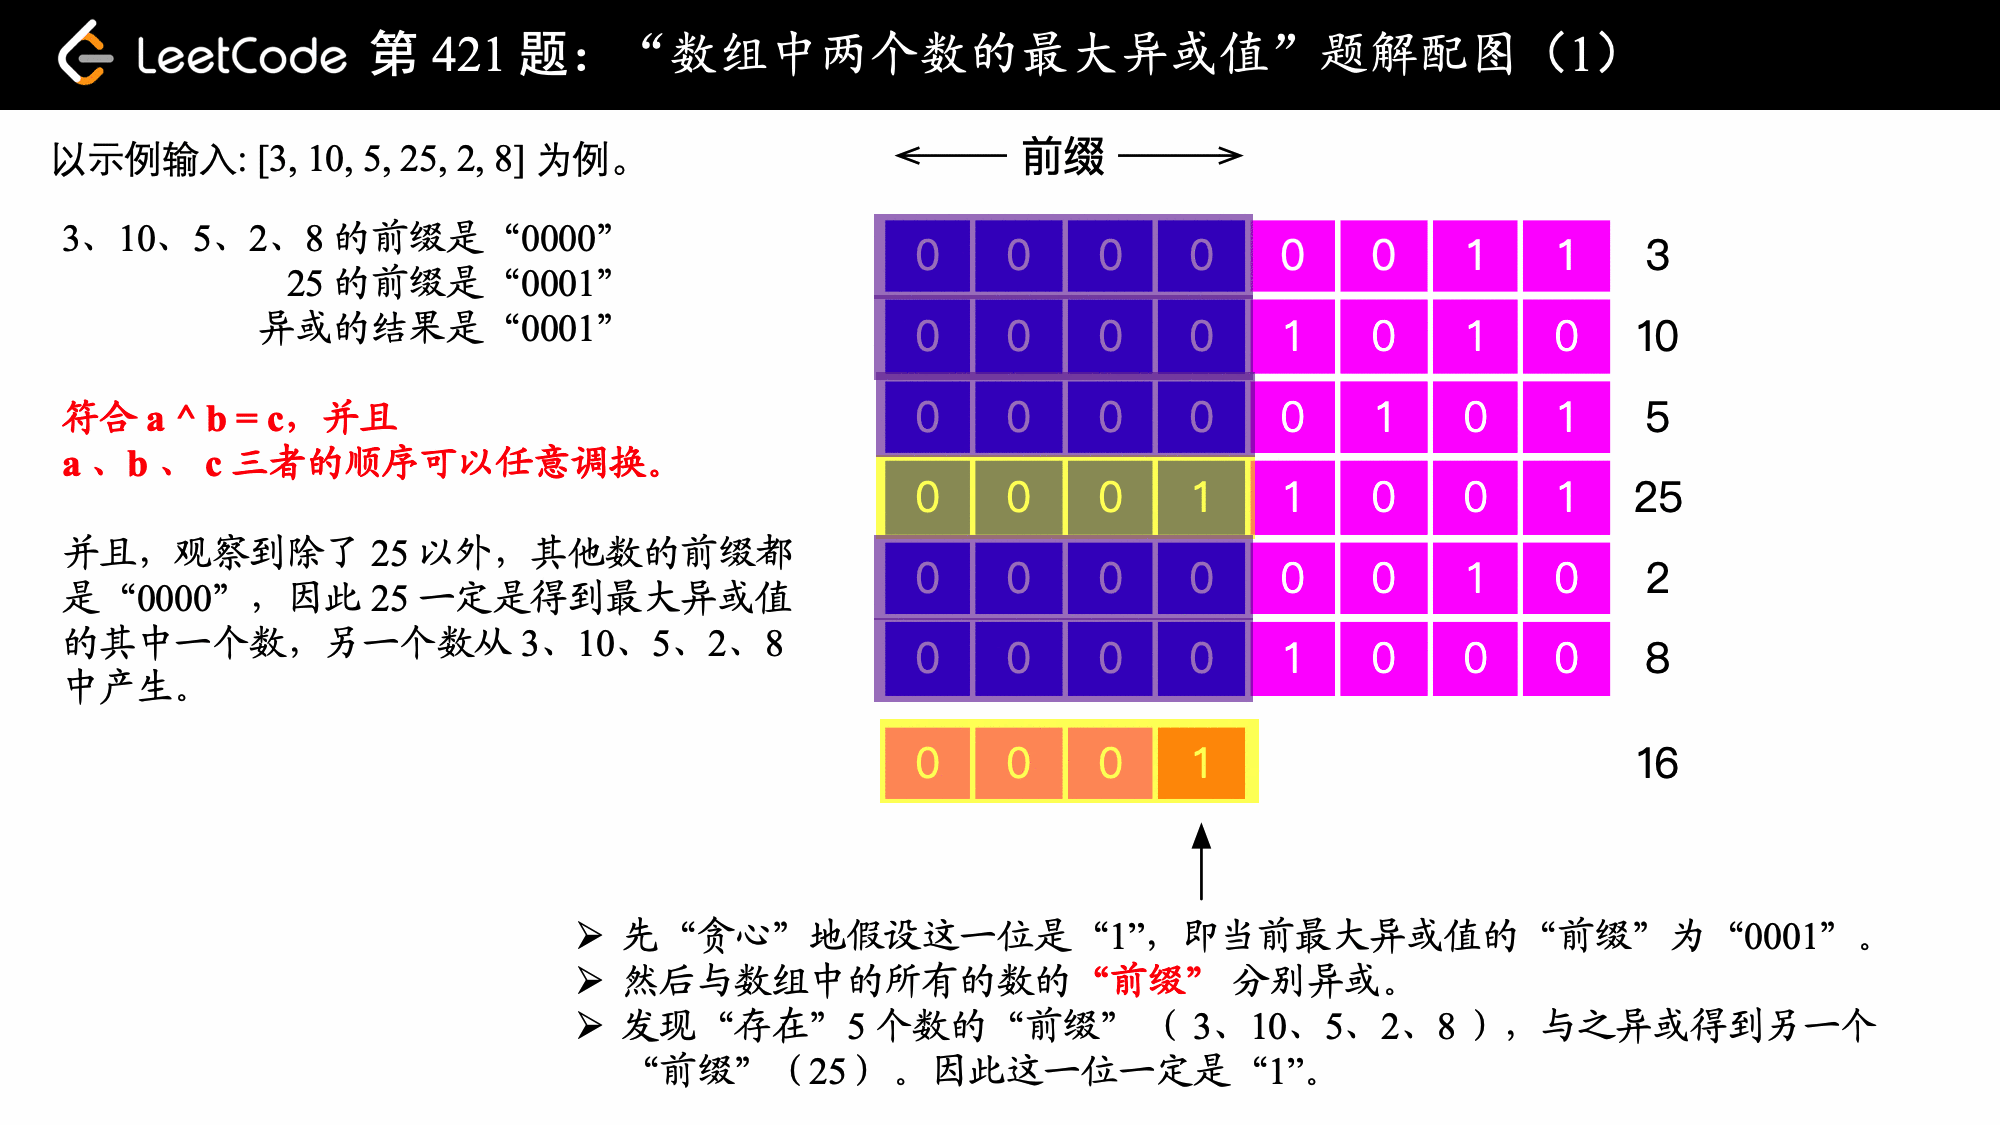 LeetCode 第 421 题：“数组中两个数的最大异或值”题解配图（1）
以示例输入: [3, 10, 5, 25, 2, 8] 为例。
3、10、5、2、8 的前缀是“0000”
25 的前缀是“0001”
异或的结果是“0001”
符合 a ^ b = c，并且
a 、b 、 c 三者的顺序可以任意调换。
并且，观察到除了 25 以外，其他数的前缀都
是“0000”，因此 25 一定是得到最大异或值
的其中一个数，另一个数从 3、10、5、2、8
中产生。
前缀
0 0 0 0 0 0 1 1 3
0 0 0 0 1 0 1 0 10
0 0 0 0 0 1 0 1 5
0 0 0 1 1 0 0 1 25
0 0 0 0 0 0 1 0 2
0 0 0 0 1 0 0 0 8
0 0 0 1 16
➢ 先“贪心”地假设这一位是“1”，即当前最大异或值的“前缀”为“0001”。
➢ 然后与数组中的所有的数的“前缀”分别异或。
➢ 发现“存在”5 个数的“前缀”（ 3、10、5、2、8 ），与之异或得到另一个
“前缀”（25）。因此这一位一定是“1”。